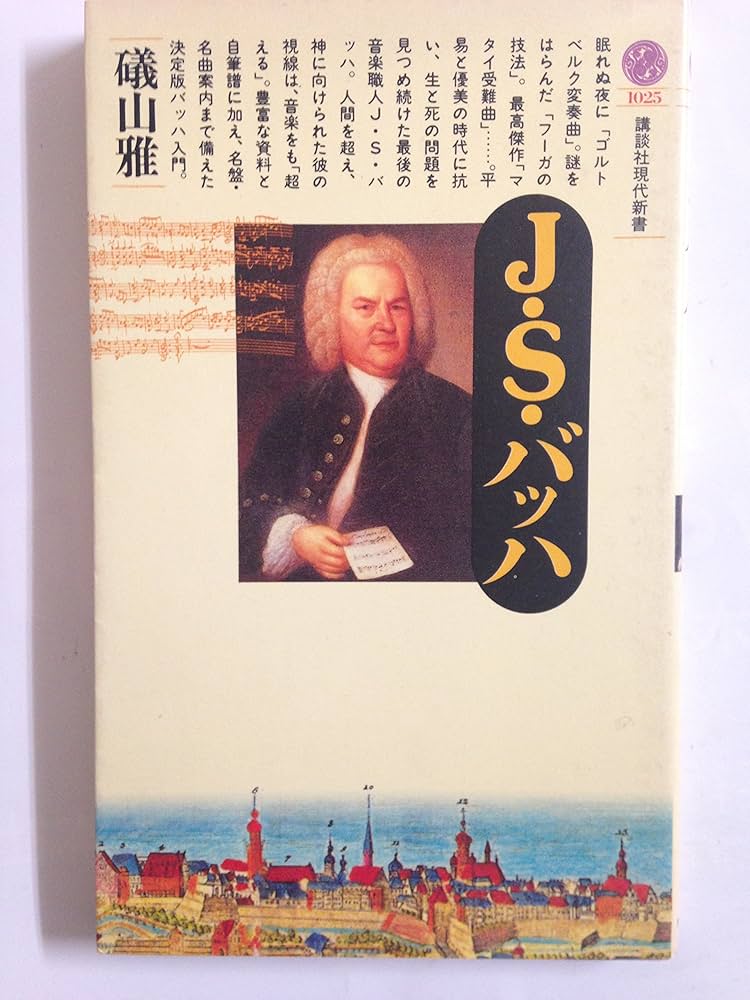 1025
講談社現代新書
眠れぬ夜に「ゴルト
ベルク変奏曲」。謎を
はらんだ「フーガの
技法」。最高傑作「マ
タイ受難曲」……。平
易と優美の時代に抗
い、生と死の問題を
見つめ続けた最後の
音楽職人J・S・バ
ッハ。人間を超え、
神に向けられた彼の
視線は、音楽をも「超
える」。豊富な資料と
自筆譜に加え、名盤・
名曲案内まで備えた
決定版バッハ入門。
礒山雅
J・S・バッハ